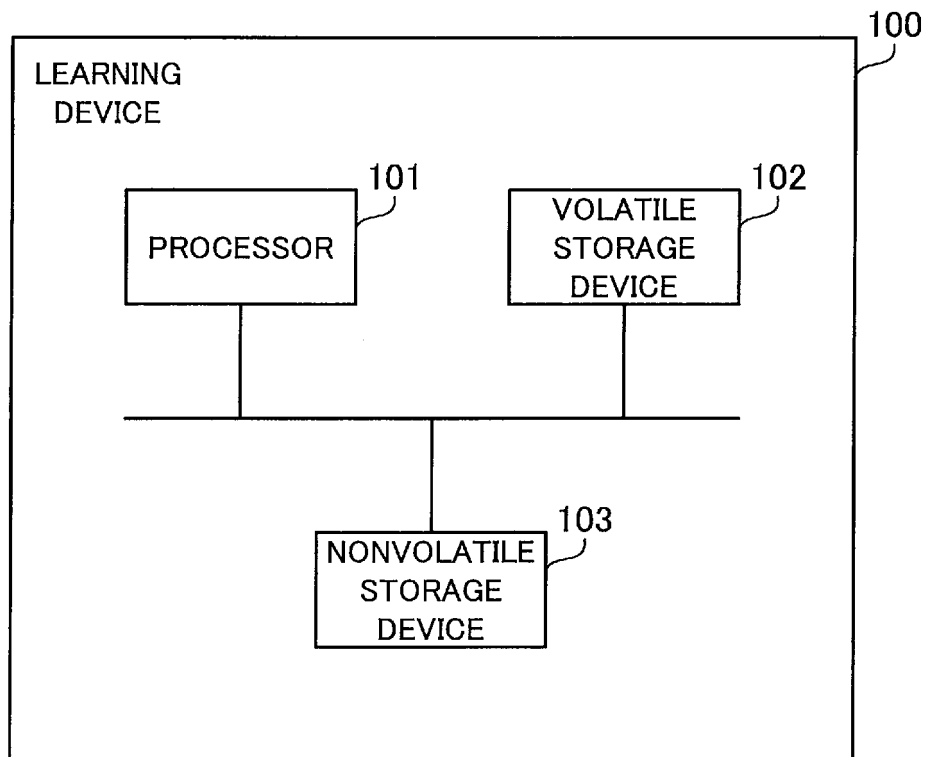 100
LEARNING
DEVICE
101
PROCESSOR
102
VOLATILE
STORAGE
DEVICE
103
NONVOLATILE
STORAGE
DEVICE